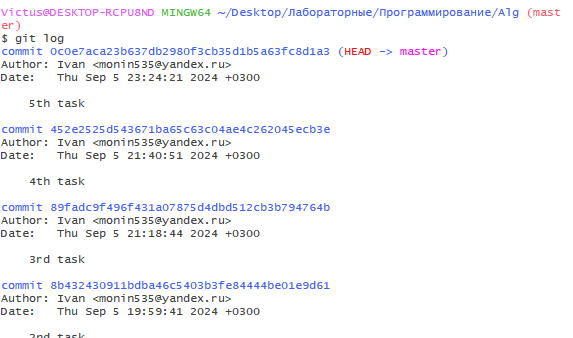 Victus@DESKTOP-RCPU8ND MINGW64 ~/Desktop/Лабораторные/Программирование/Alg (mast
er)
$ git log
commit 0c0e7aca23b637db2980f3cb35d1b5a63fc8d1a3 (HEAD -> master)
Author: Ivan <monin535@yandex.ru>
Date:   Thu Sep 5 23:24:21 2024 +0300

    5th task

commit 452e2525d543671ba65c63c04ae4c262045ecb3e
Author: Ivan <monin535@yandex.ru>
Date:   Thu Sep 5 21:40:51 2024 +0300

    4th task

commit 89fadc9f496f431a07875d4dbd512cb3b794764b
Author: Ivan <monin535@yandex.ru>
Date:   Thu Sep 5 21:18:44 2024 +0300

    3rd task

commit 8b432430911bdba46c5403b3fe84444be01e9d61
Author: Ivan <monin535@yandex.ru>
Date:   Thu Sep 5 19:59:41 2024 +0300

    2nd task